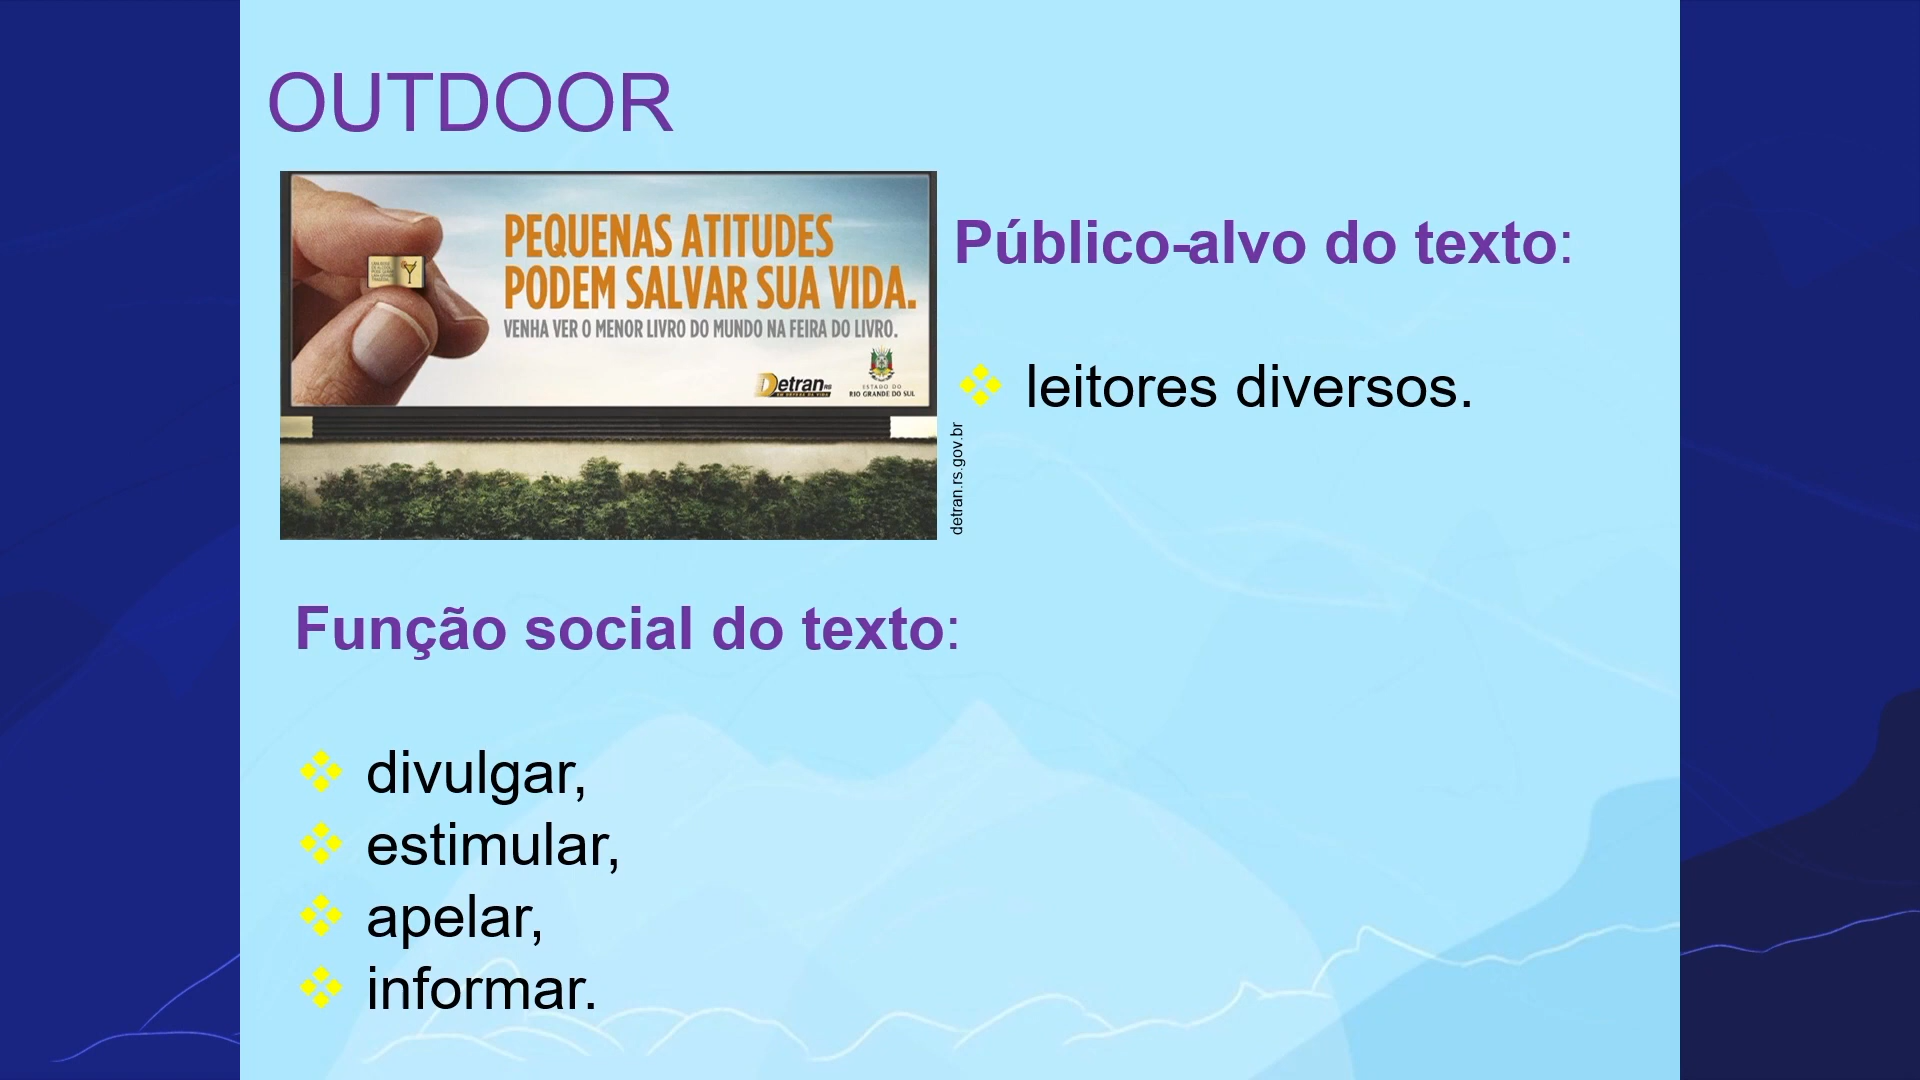 OUTDOOR
PEQUENAS ATITUDES
PODEM SALVAR SUA VIDA.
VENHA VER O MENOR LIVRO DO MUNDO NA FEIRA DO LIVRO.
Detran RS
ESTADO DO
RIO GRANDE DO SUL
detran.rs.gov.br
Público-alvo do texto:
leitores diversos.
Função social do texto:
divulgar,
estimular,
apelar,
informar.